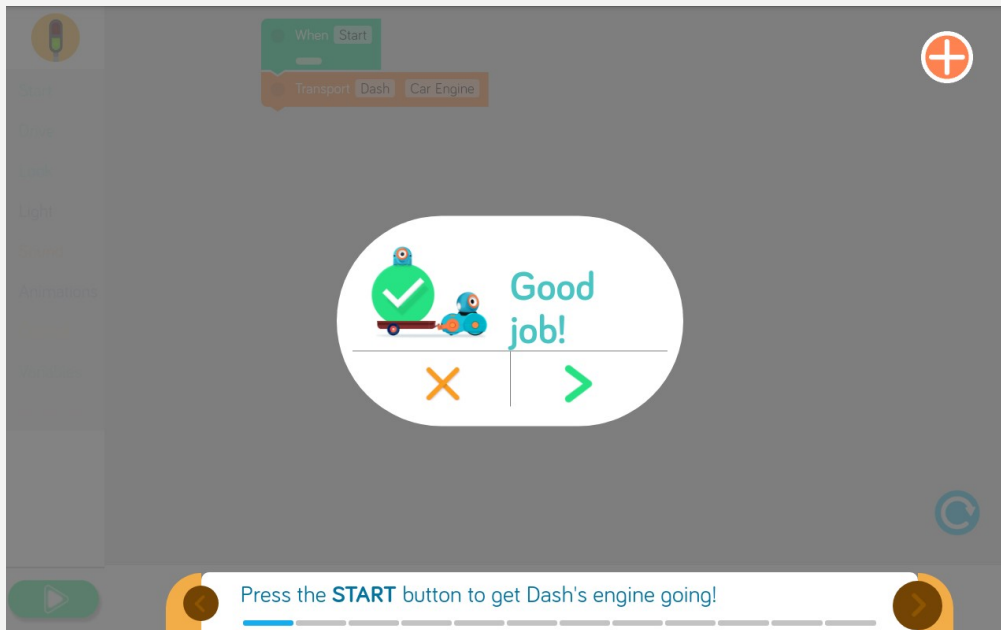 When Start
Transport Dash Car Engine
Light
Animations
Good
job!
Press the START button to get Dash's engine going!